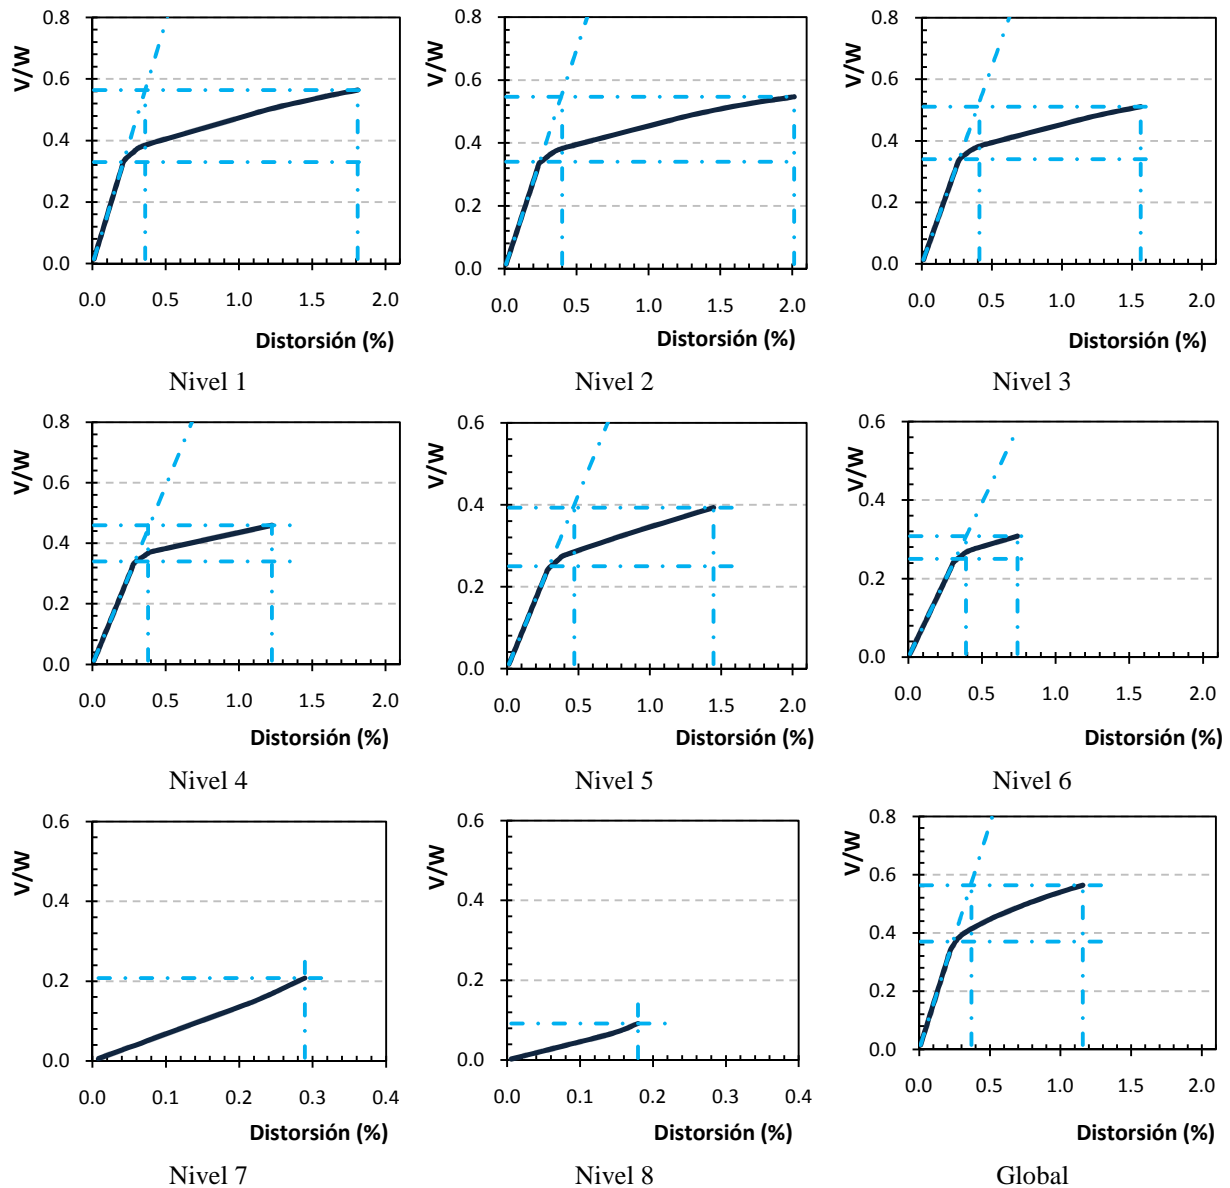 V/W
0.8
0.6
0.4
0.2
0.0
0.0 0.5 1.0 1.5 2.0
Distorsión (%)
Nivel 1
V/W
0.8
0.6
0.4
0.2
0.0
0.0 0.5 1.0 1.5 2.0
Distorsión (%)
Nivel 2
V/W
0.8
0.6
0.4
0.2
0.0
0.0 0.5 1.0 1.5 2.0
Distorsión (%)
Nivel 3
V/W
0.8
0.6
0.4
0.2
0.0
0.0 0.5 1.0 1.5 2.0
Distorsión (%)
Nivel 4
V/W
0.6
0.4
0.2
0.0
0.0 0.5 1.0 1.5 2.0
Distorsión (%)
Nivel 5
V/W
0.6
0.4
0.2
0.0
0.0 0.5 1.0 1.5 2.0
Distorsión (%)
Nivel 6
V/W
0.6
0.4
0.2
0.0
0.0 0.1 0.2 0.3 0.4
Distorsión (%)
Nivel 7
V/W
0.6
0.4
0.2
0.0
0.0 0.1 0.2 0.3 0.4
Distorsión (%)
Nivel 8
V/W
0.8
0.6
0.4
0.2
0.0
0.0 0.5 1.0 1.5 2.0
Distorsión (%)
Global